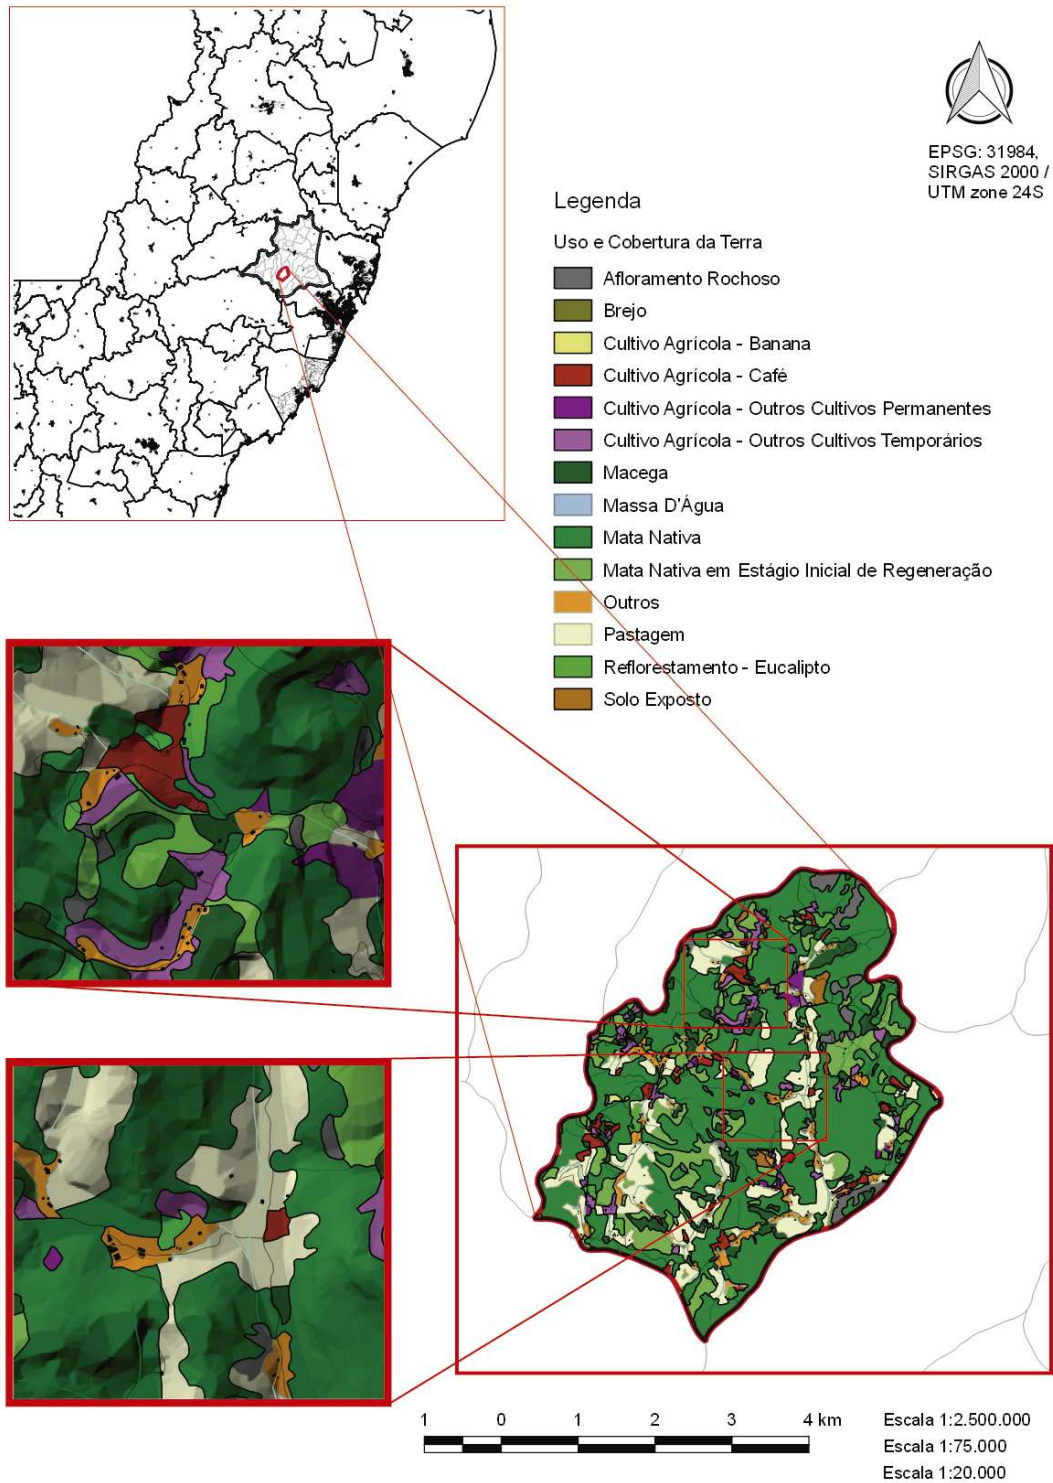 EPSG: 31984,
SIRGAS 2000 /
UTM zone 24S
Legenda
Uso e Cobertura da Terra
Afloramento Rochoso
Brejo
Cultivo Agrícola - Banana
Cultivo Agrícola - Café
Cultivo Agrícola - Outros Cultivos Permanentes
Cultivo Agrícola - Outros Cultivos Temporários
Macega
Massa D'Água
Mata Nativa
Mata Nativa em Estágio Inicial de Regeneração
Outros
Pastagem
Reflorestamento - Eucalipto
Solo Exposto
1 0 1 2 3 4 km
Escala 1:2.500.000
Escala 1:75.000
Escala 1:20.000